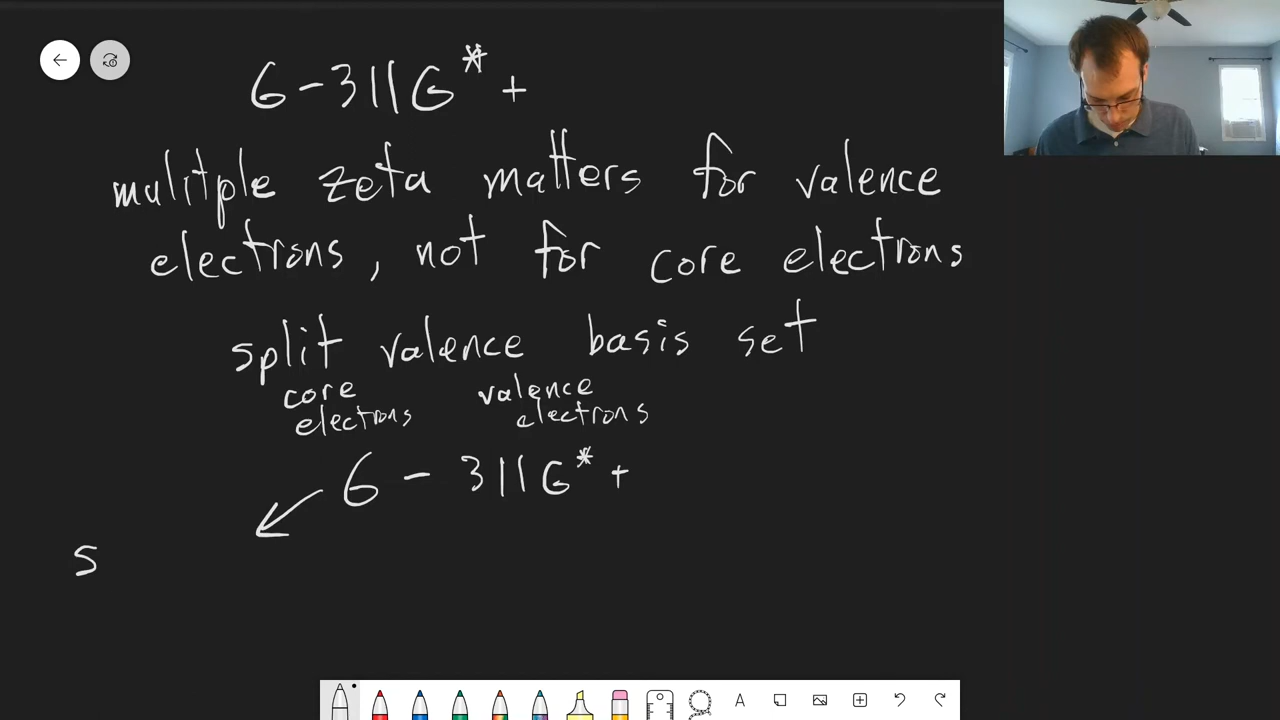 6-311G*+
mulitple zeta matters for valence
electrons, not for core electrons
split valence basis set
core electrons
valence electrons
6 - 311G*+
s
A